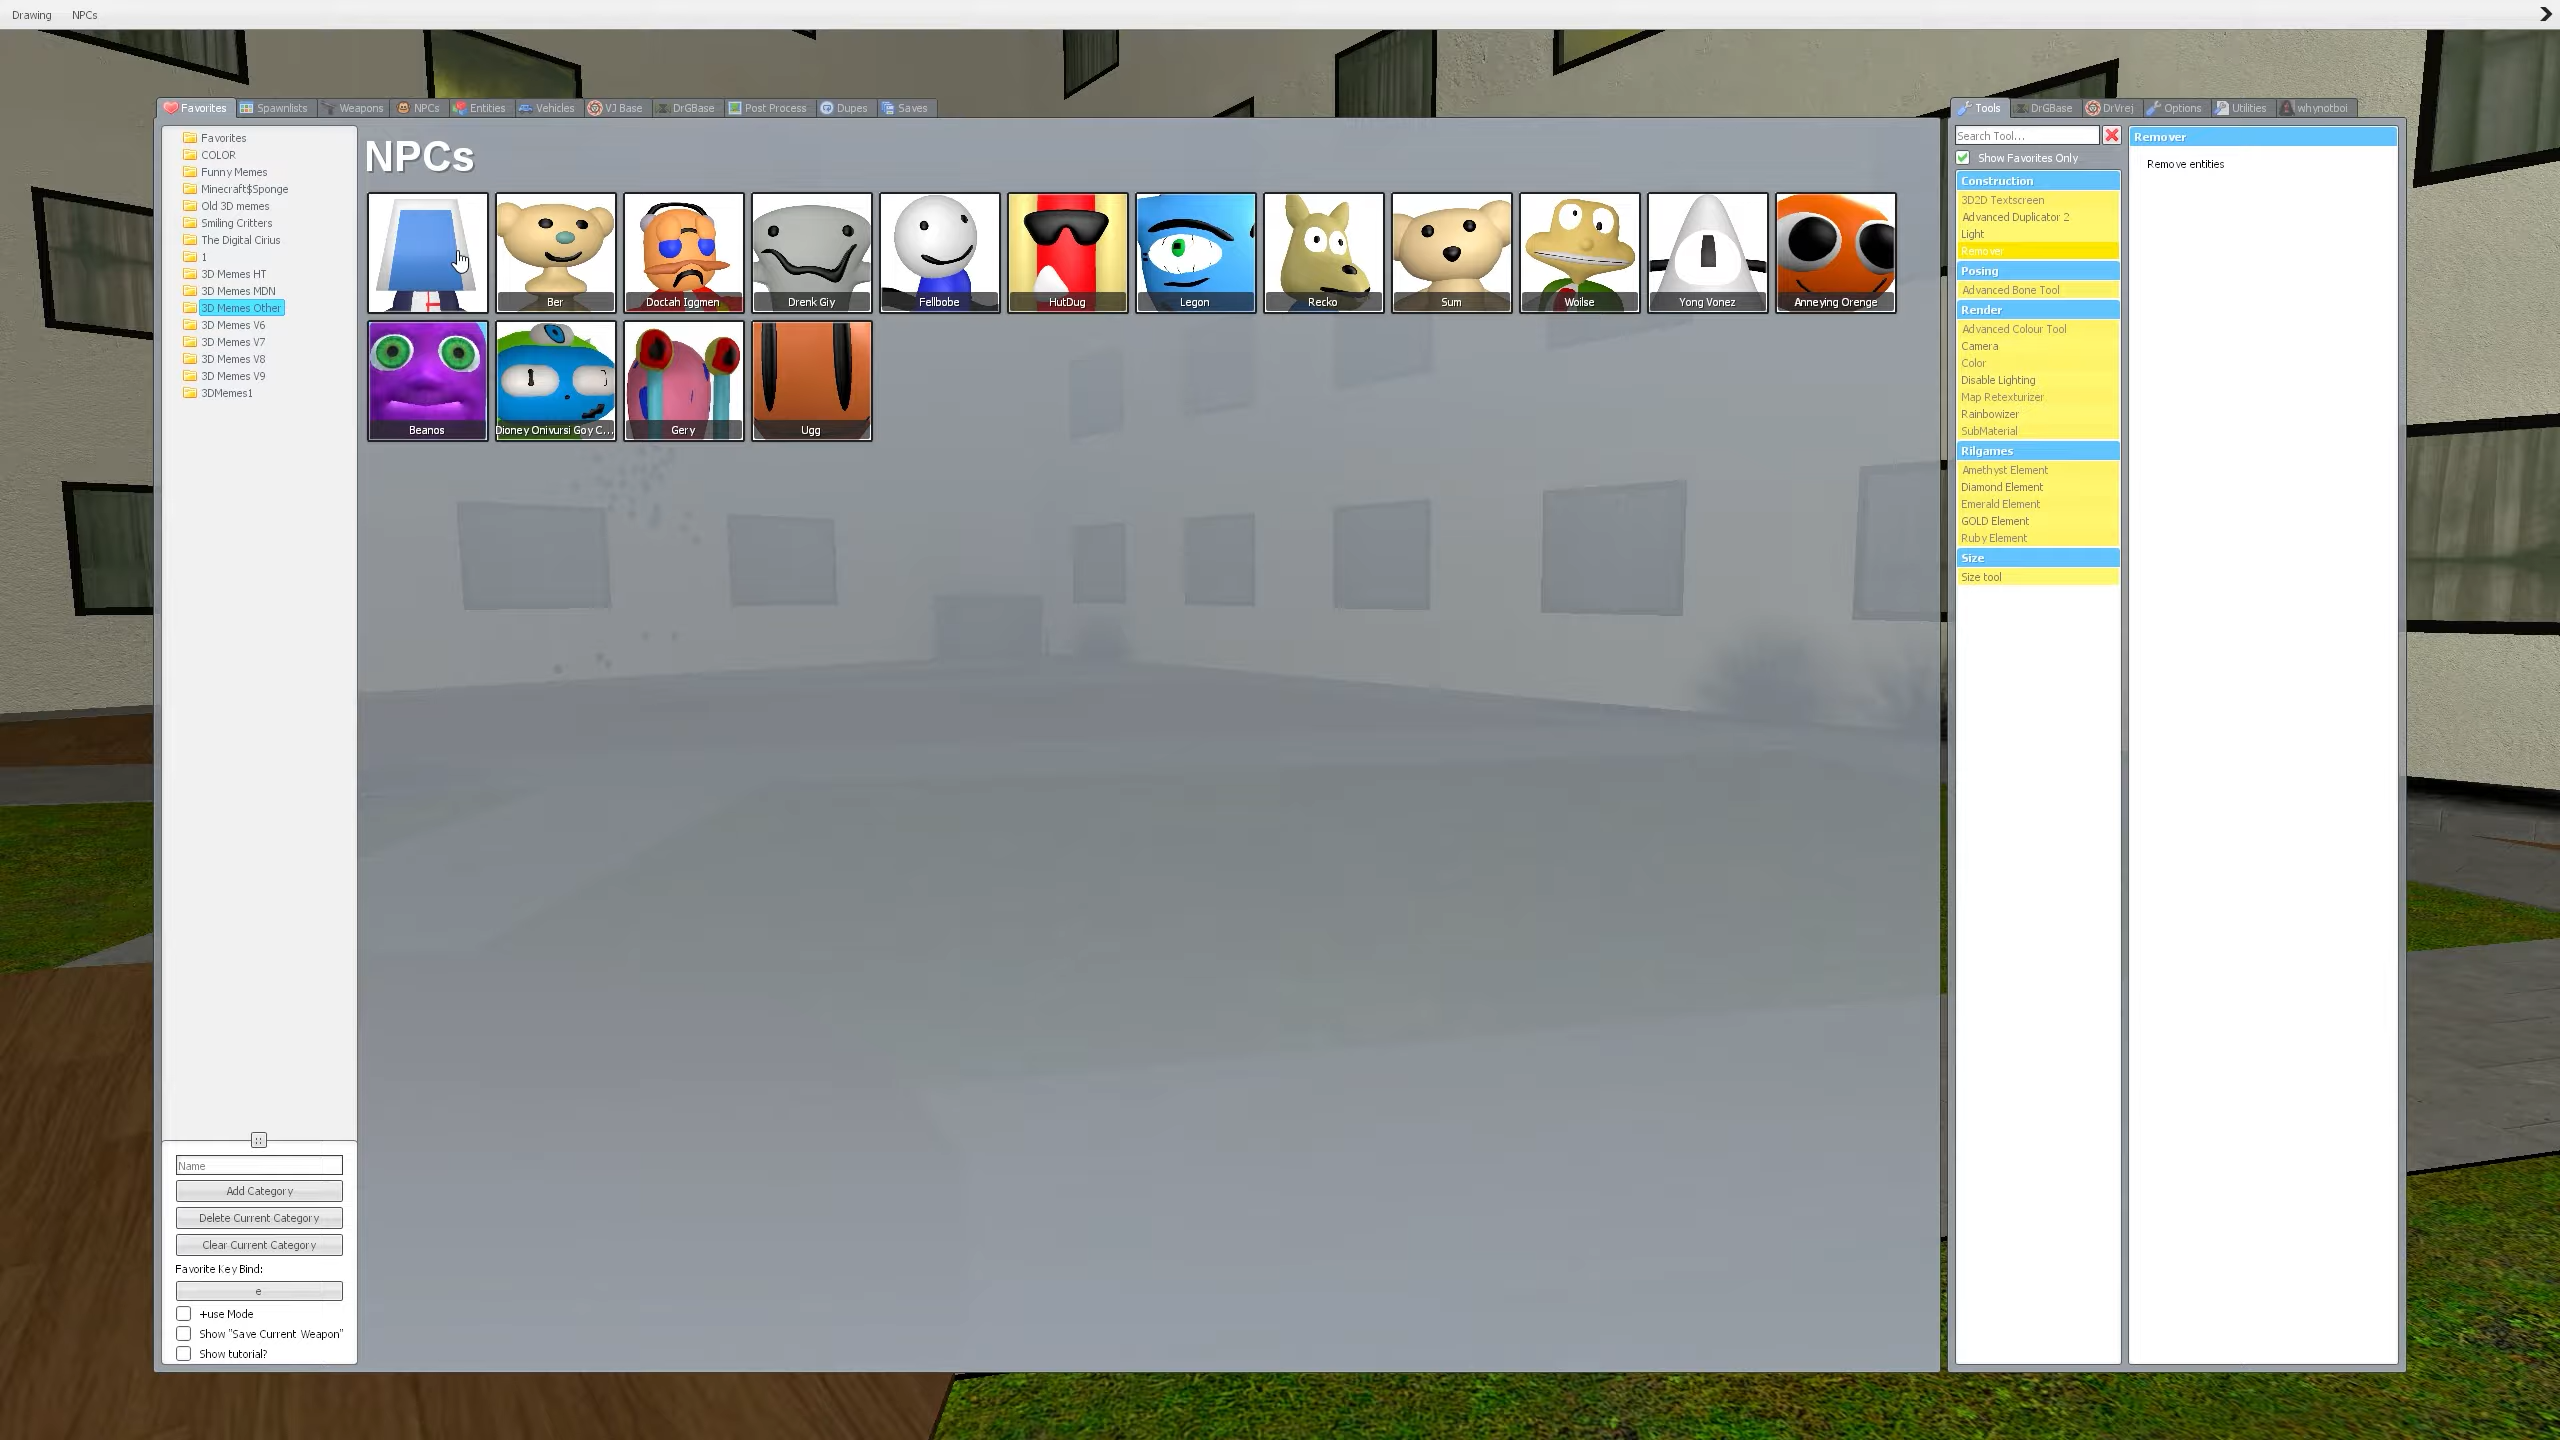 Drawing NPCs
Favorites Spawnlists Weapons NPCs Entities Vehicles VJ Base DrGBase Post Process Dupes Saves
Favorites
COLOR
Funny Memes
Minecraft$Sponge
Old 3D memes
Smiling Critters
The Digital Cirius
1
3D Memes HT
3D Memes MDN
3D Memes Other
3D Memes V6
3D Memes V7
3D Memes V8
3D Memes V9
3DMemes1
Name
Add Category
Delete Current Category
Clear Current Category
Favorite Key Bind:
e
+use Mode
Show "Save Current Weapon"
Show tutorial?
NPCs
Ber
Doctah Iggmen
Drenk Giy
Fellbobe
HutDug
Legon
Recko
Sum
Woilse
Yong Vonez
Anneying Orenge
Beanos
Dioney Onivursi Goy C...
Gery
Ugg
Tools DrGBase DrVrej Options Utilities whynotboi
Search Tool...
Show Favorites Only
Construction
3D2D Textscreen
Advanced Duplicator 2
Light
Remover
Posing
Advanced Bone Tool
Render
Advanced Colour Tool
Camera
Color
Disable Lighting
Map Retexturizer
Rainbowizer
SubMaterial
Rilgames
Amethyst Element
Diamond Element
Emerald Element
GOLD Element
Ruby Element
Size
Size tool
Remover
Remove entities